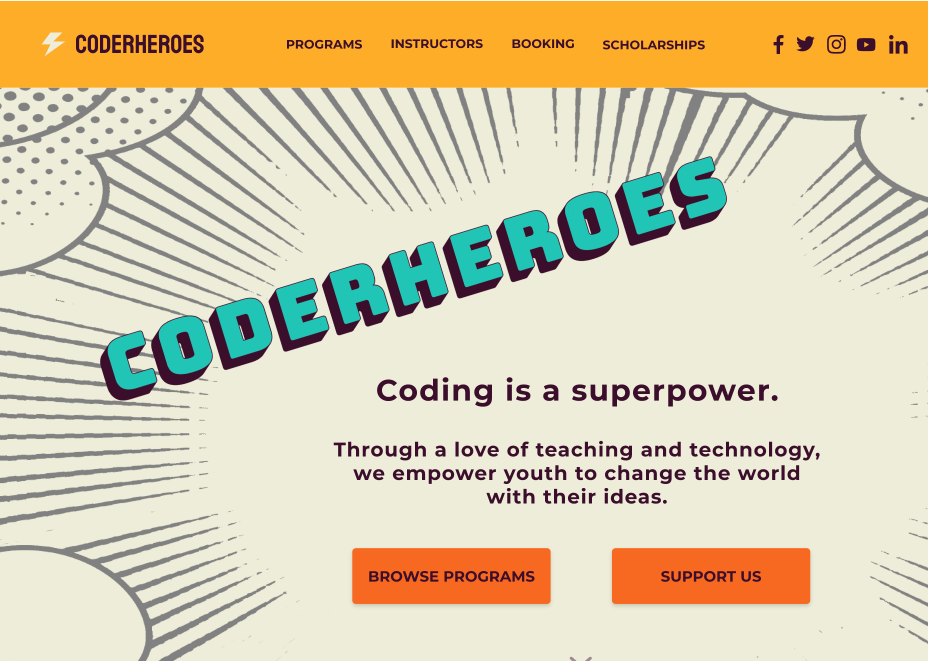 CODERHEROES
PROGRAMS
INSTRUCTORS
BOOKING
SCHOLARSHIPS
CODERHEROES
Coding is a superpower.
Through a love of teaching and technology,
we empower youth to change the world
with their ideas.
BROWSE PROGRAMS
SUPPORT US